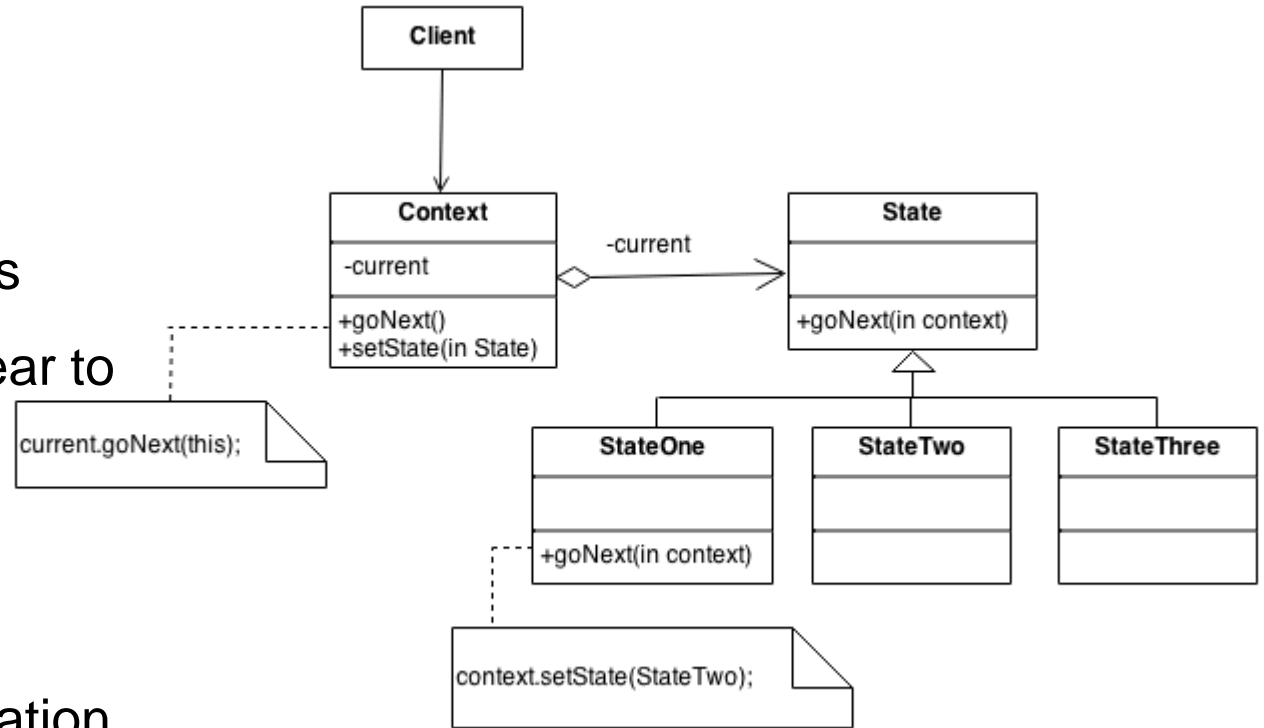 Client
Context
-current
+goNext()
+setState(in State)
-current
State
+goNext(in context)
s
ear to
current.goNext(this);
StateOne
+goNext(in context)
StateTwo
StateThree
context.setState(StateTwo);
ation